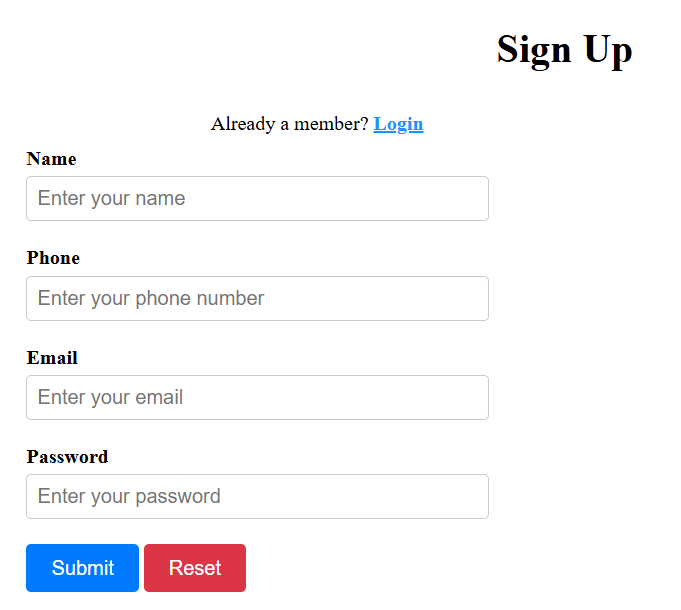 Sign Up
Already a member? Login
Name
Enter your name
Phone
Enter your phone number
Email
Enter your email
Password
Enter your password
Submit Reset